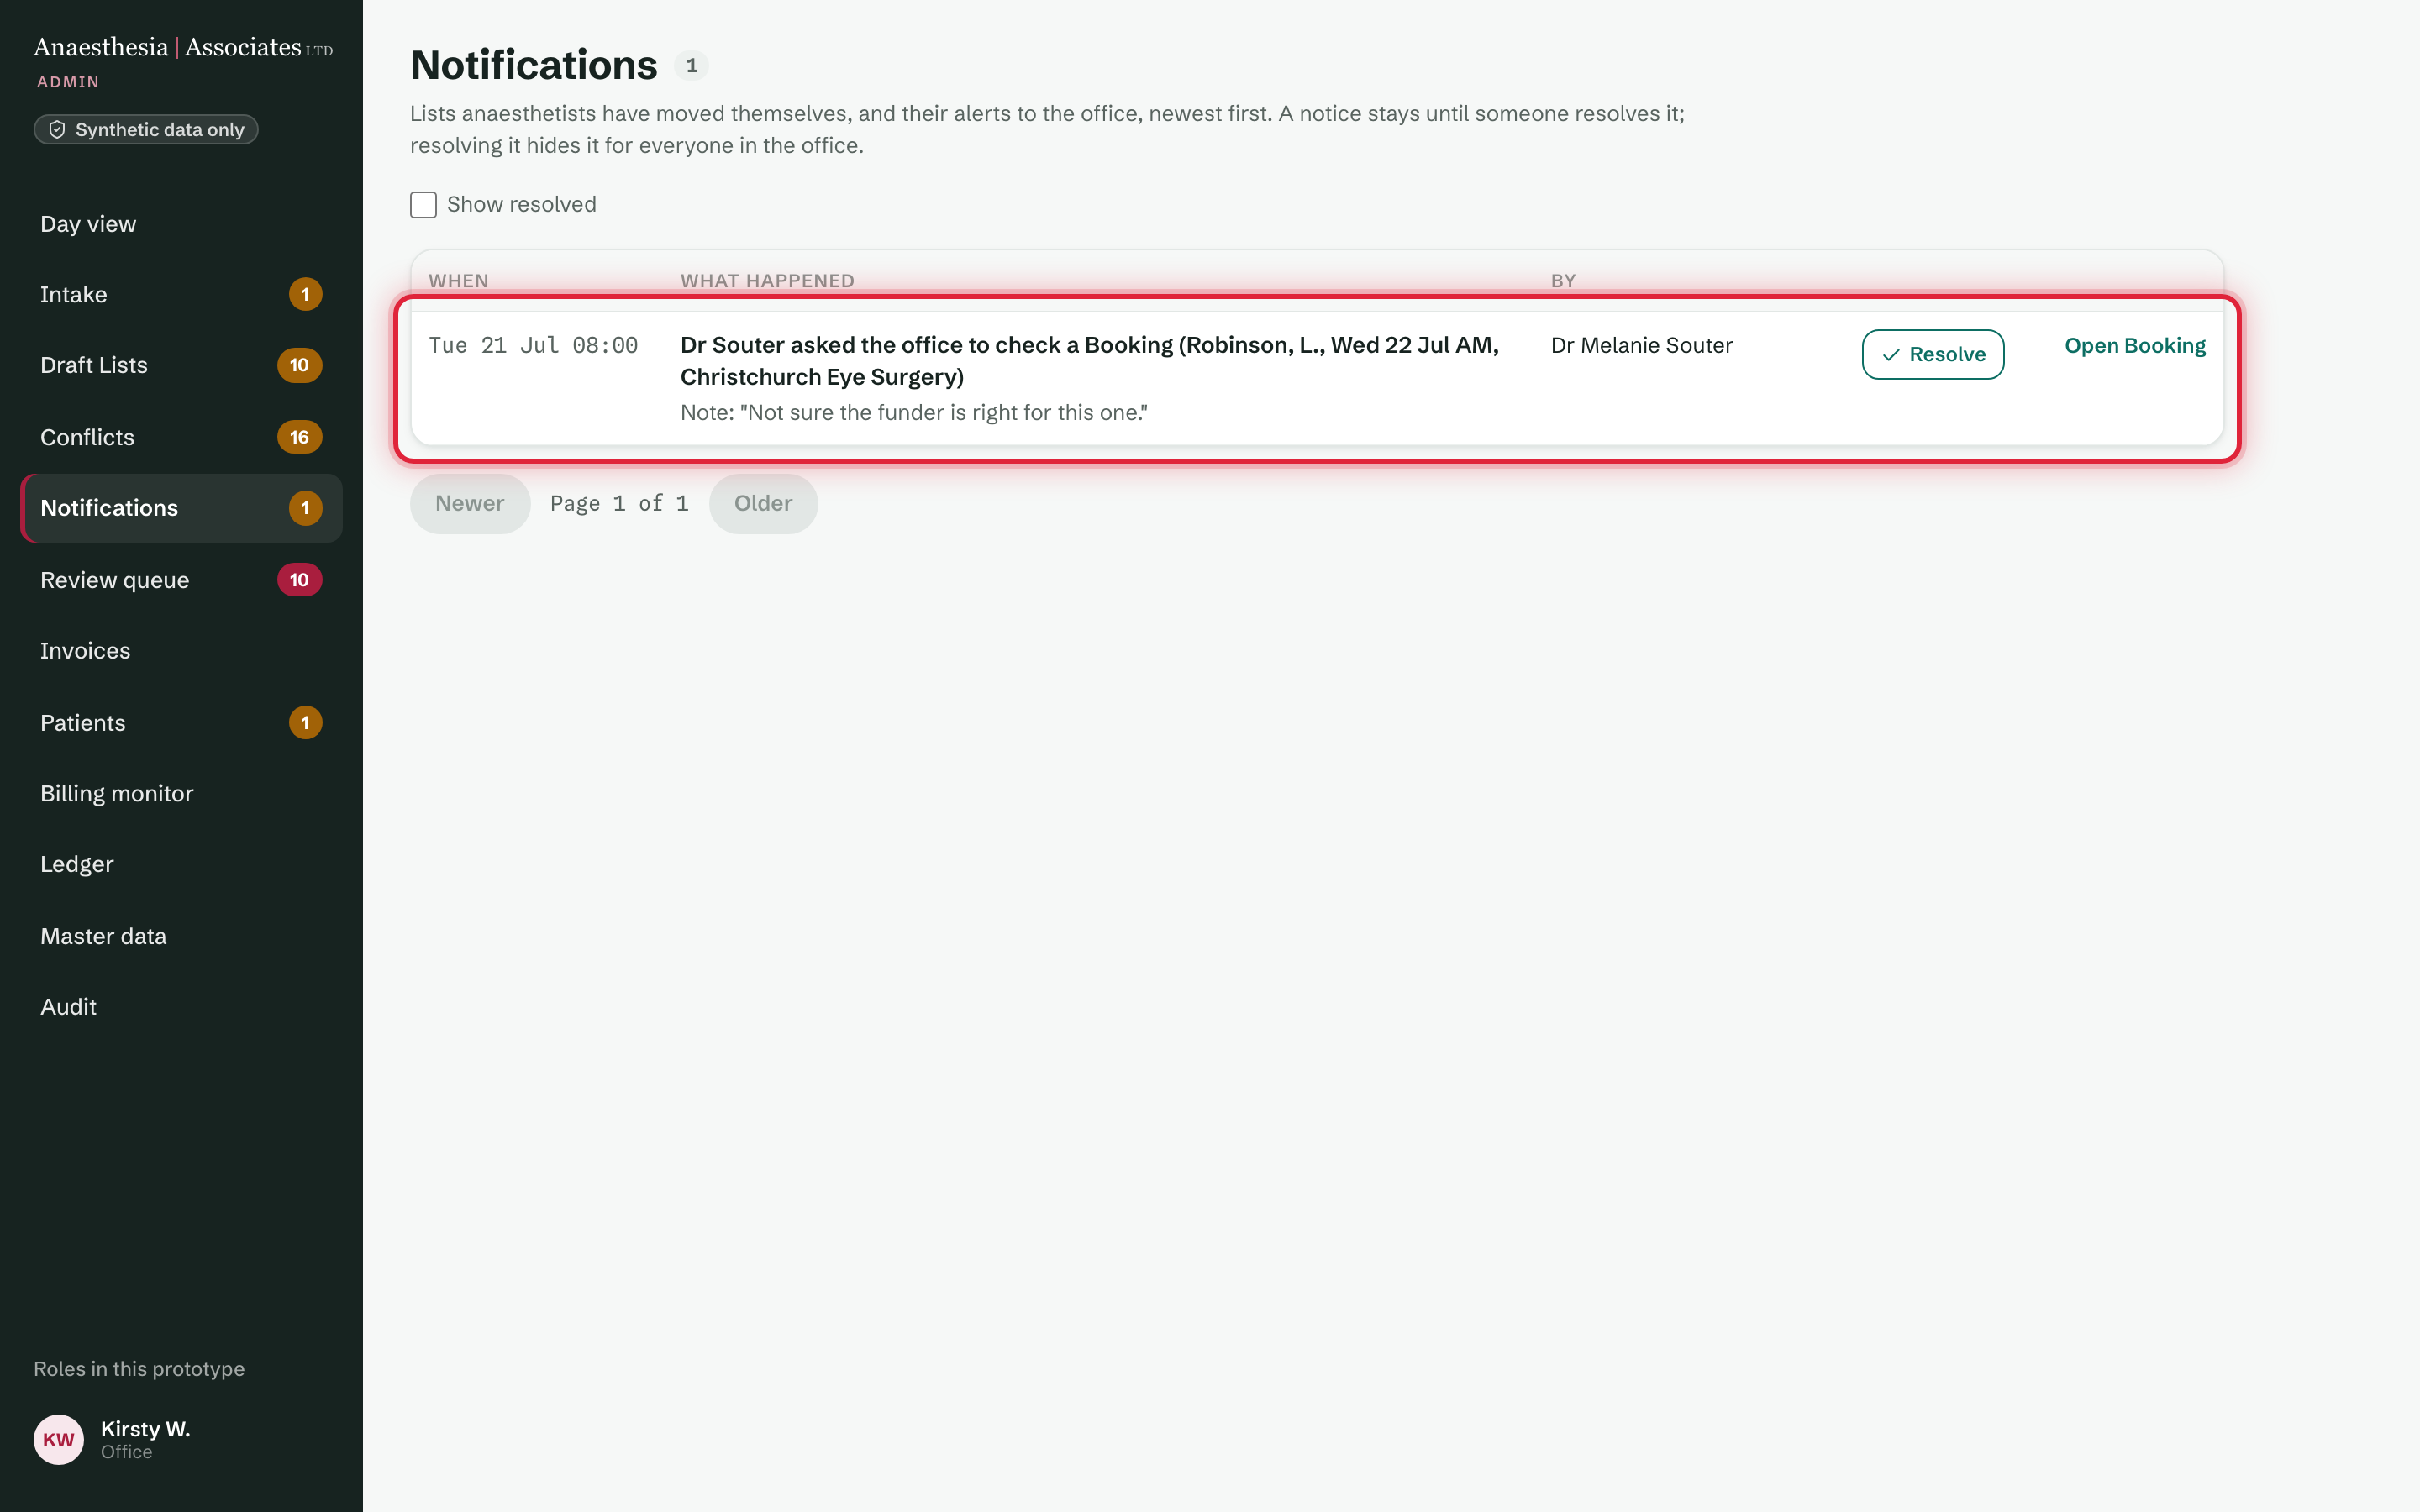 Anaesthesia | Associates LTD
ADMIN
Synthetic data only
Day view
Intake 1
Draft Lists 10
Conflicts 16
Notifications 1
Review queue 10
Invoices
Patients 1
Billing monitor
Ledger
Master data
Audit
Roles in this prototype
KW
Kirsty W.
Office
Notifications 1
Lists anaesthetists have moved themselves, and their alerts to the office, newest first. A notice stays until someone resolves it;
resolving it hides it for everyone in the office.
Show resolved
WHEN WHAT HAPPENED BY
Tue 21 Jul 08:00 Dr Souter asked the office to check a Booking (Robinson, L., Wed 22 Jul AM, Dr Melanie Souter Resolve Open Booking
Christchurch Eye Surgery)
Note: "Not sure the funder is right for this one."
Newer Page 1 of 1 Older